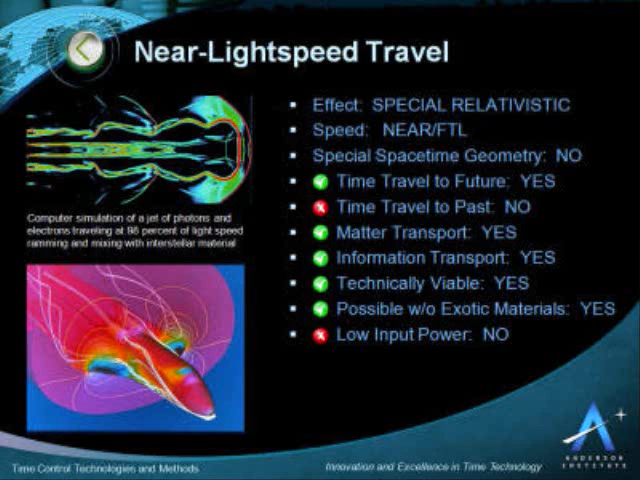 Near-Lightspeed Travel
Effect: SPECIAL RELATIVISTIC
Speed: NEAR/FTL
Special Spacetime Geometry: NO
Time Travel to Future: YES
Time Travel to Past: NO
Matter Transport: YES
Information Transport: YES
Technically Viable: YES
Possible w/o Exotic Materials: YES
Low Input Power: NO
Computer simulation of a jet of photons and
electrons traveling at 98 percent of light speed
ramming and mixing with interstellar material
ANDERSON
INSTITUTE
Time Control Technologies and Methods
Innovation and Excellence in Time Technology